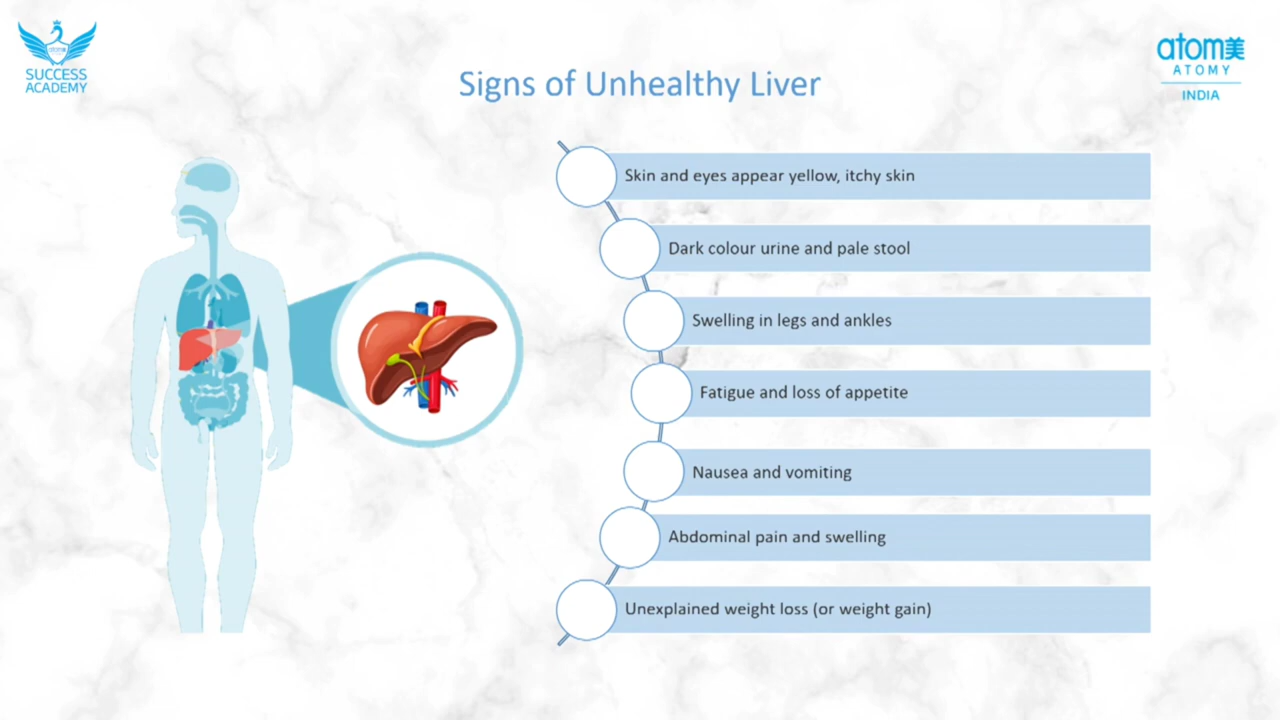 SUCCESS
ACADEMY
Signs of Unhealthy Liver
atom美
ATOMY
INDIA
Skin and eyes appear yellow, itchy skin
Dark colour urine and pale stool
Swelling in legs and ankles
Fatigue and loss of appetite
Nausea and vomiting
Abdominal pain and swelling
Unexplained weight loss (or weight gain)